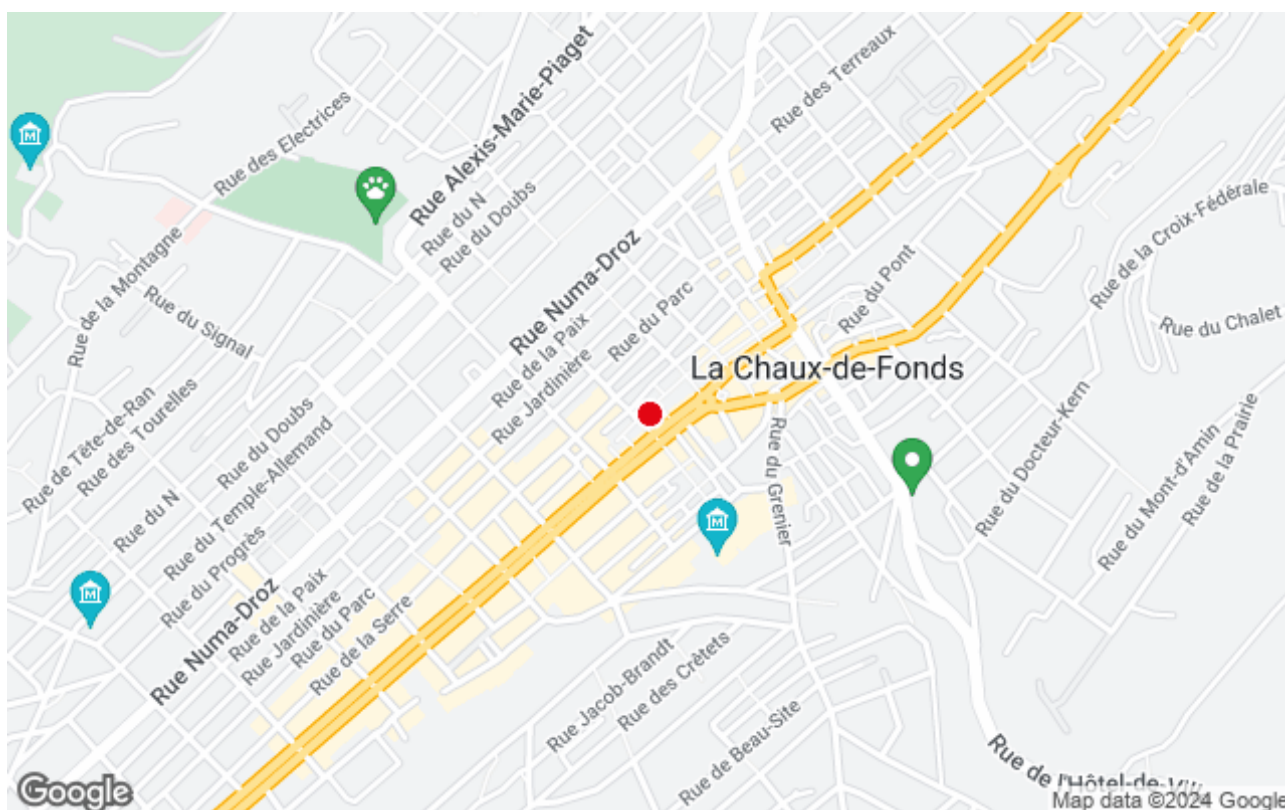 Rue des Terreaux
Rue Alexis-Marie-Piaget
Rue des Electrices
Rue du N
Rue du Doubs
Rue de la Croix-Fédérale
Rue de la Montagne
Rue du Signal
Rue Numa-Droz
Rue du Pont
Rue du Parc
Rue de la Paix
Rue Jardinière
Rue du Chalet
La Chaux-de-Fonds
Rue de Tête-de-Ran
Rue des Tourelles
Rue du Doubs
Rue du Temple-Allemand
Rue du N
Rue du Progrès
Rue du Grenier
Rue du Docteur-Kern
Rue du Mont-d'Amin
Rue de la Prairie
M
M
M
Rue Numa-Droz
Rue de la Paix
Rue Jardinière
Rue du Parc
Rue de la Serre
Rue Jacob-Brandt
Rue des Crêtets
Rue de Beau-Site
Rue de l'Hôtel-de-Vill
Google
Map data ©2024 Google